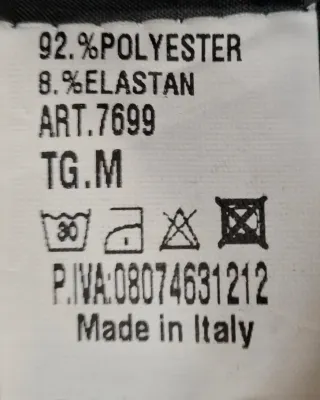 92.%POLYESTER
8.%ELASTAN
ART.7699
TG.M
30
P.IVA:08074631212
Made in Italy